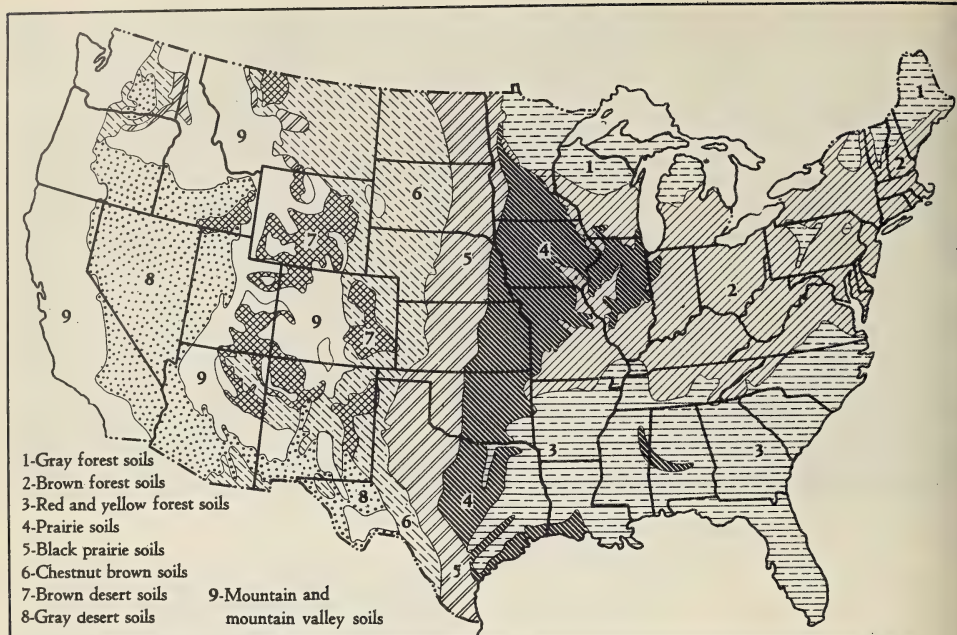 1
1
2
9
6
7
5
4
8
2
9
9
7
9
3
3
4
8
6
5
1-Gray forest soils
2-Brown forest soils
3-Red and yellow forest soils
4-Prairie soils
5-Black prairie soils
6-Chestnut brown soils
7-Brown desert soils
8-Gray desert soils
9-Mountain and
mountain valley soils